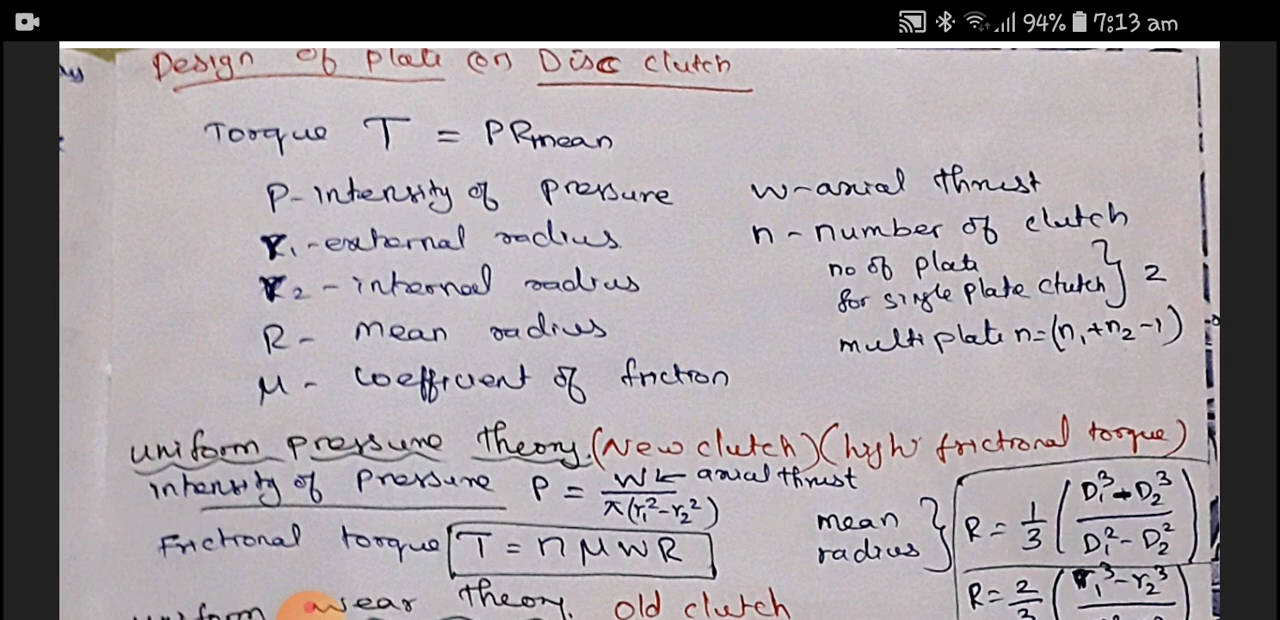 94% 7:13 am
Design of plate (or) Disc clutch
Torque T = PRmean
P - Intensity of pressure
r₁ - external radius
r₂ - internal radius
R - mean radius
μ - coefficient of friction
W - axial thrust
n - number of clutch
no of plate
for single plate clutch } 2
multi plate n = (n₁+n₂-1)
uniform pressure theory. (New clutch) (high frictional torque)
intensity of pressure P = W ← axial thrust / π(r₁²-r₂²)
Frictional torque T = nμWR
mean radius } R = 1/3 (D₁³-D₂³ / D₁²-D₂²)
R = 2/3 (r₁³-r₂³
uniform wear theory. old clutch